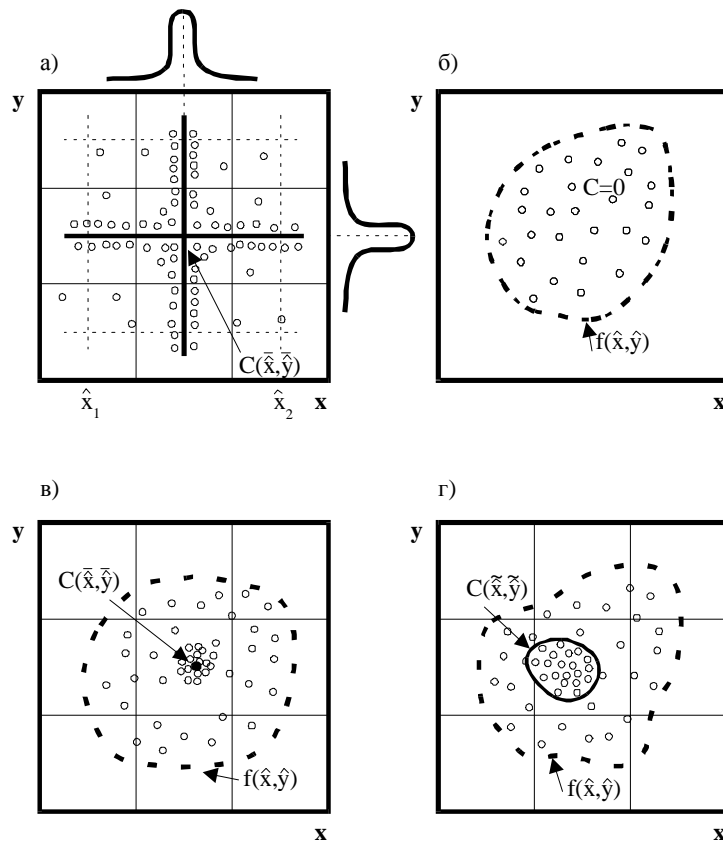 а)
y
C(x̂̄,ŷ̄)
x̂₁
x̂₂
x
б)
y
C=0
f(x̂,ŷ)
x
в)
y
C(x̂̄,ŷ̄)
f(x̂,ŷ)
x
г)
y
C(x̂̃,ŷ̃)
f(x̂,ŷ)
x